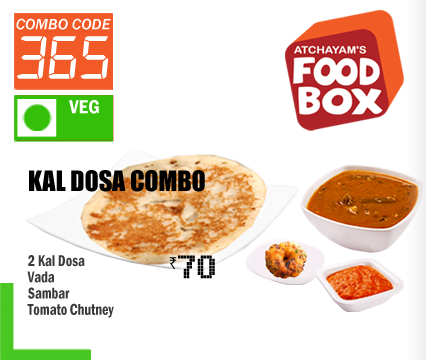 COMBO CODE
365
VEG
ATCHAYAM'S
FOOD
BOX
KAL DOSA COMBO
2 Kal Dosa
Vada
Sambar
Tomato Chutney
₹70